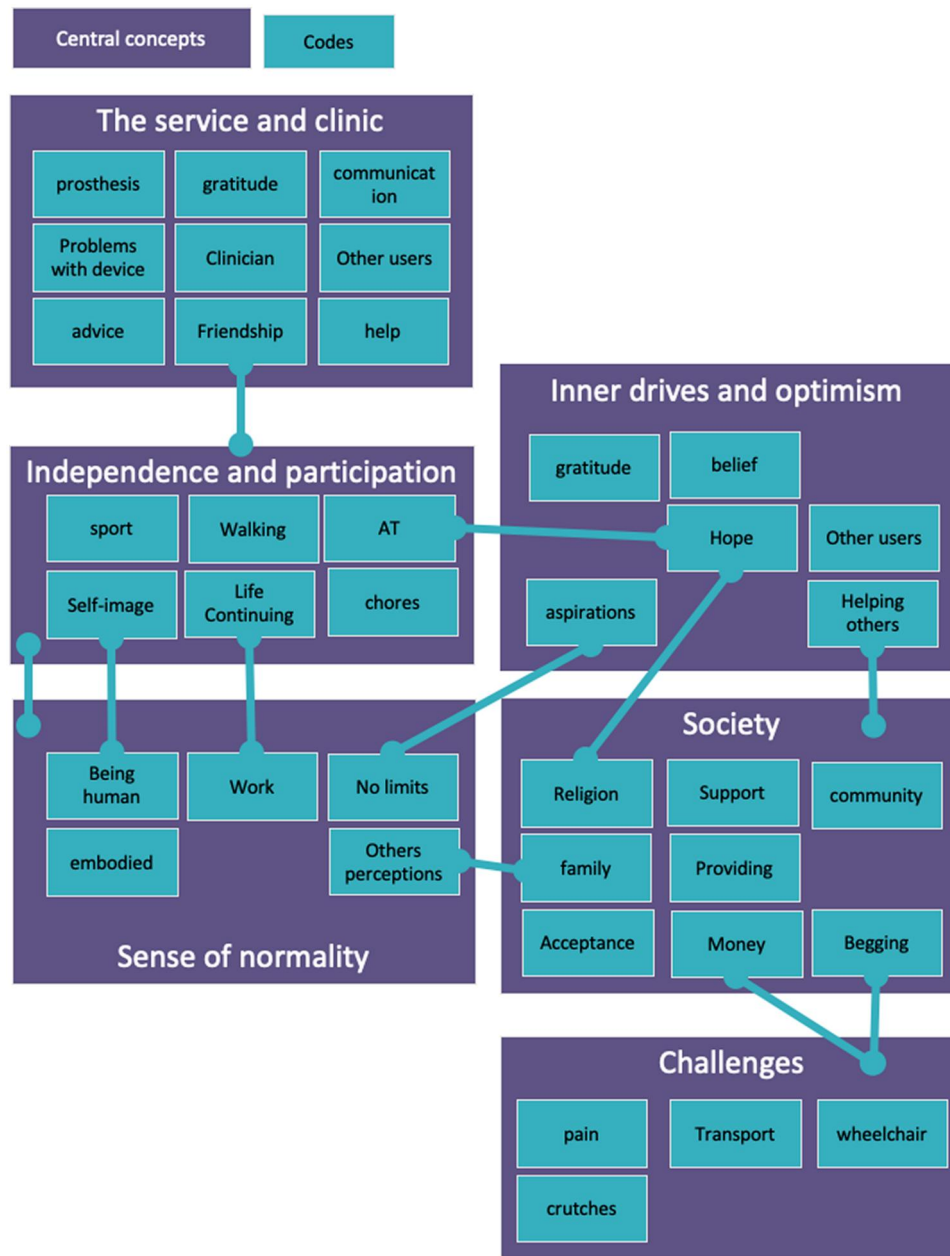 Central concepts
Codes
The service and clinic
prosthesis
gratitude
communicat
ion
Problems
with device
Clinician
Other users
advice
Friendship
help
Independence and participation
sport
Walking
AT
Self-image
Life
Continuing
chores
Being
human
Work
No limits
embodied
Others
perceptions
Sense of normality
Inner drives and optimism
gratitude
belief
Hope
Other users
aspirations
Helping
others
Society
Religion
Support
community
family
Providing
Acceptance
Money
Begging
Challenges
pain
Transport
wheelchair
crutches